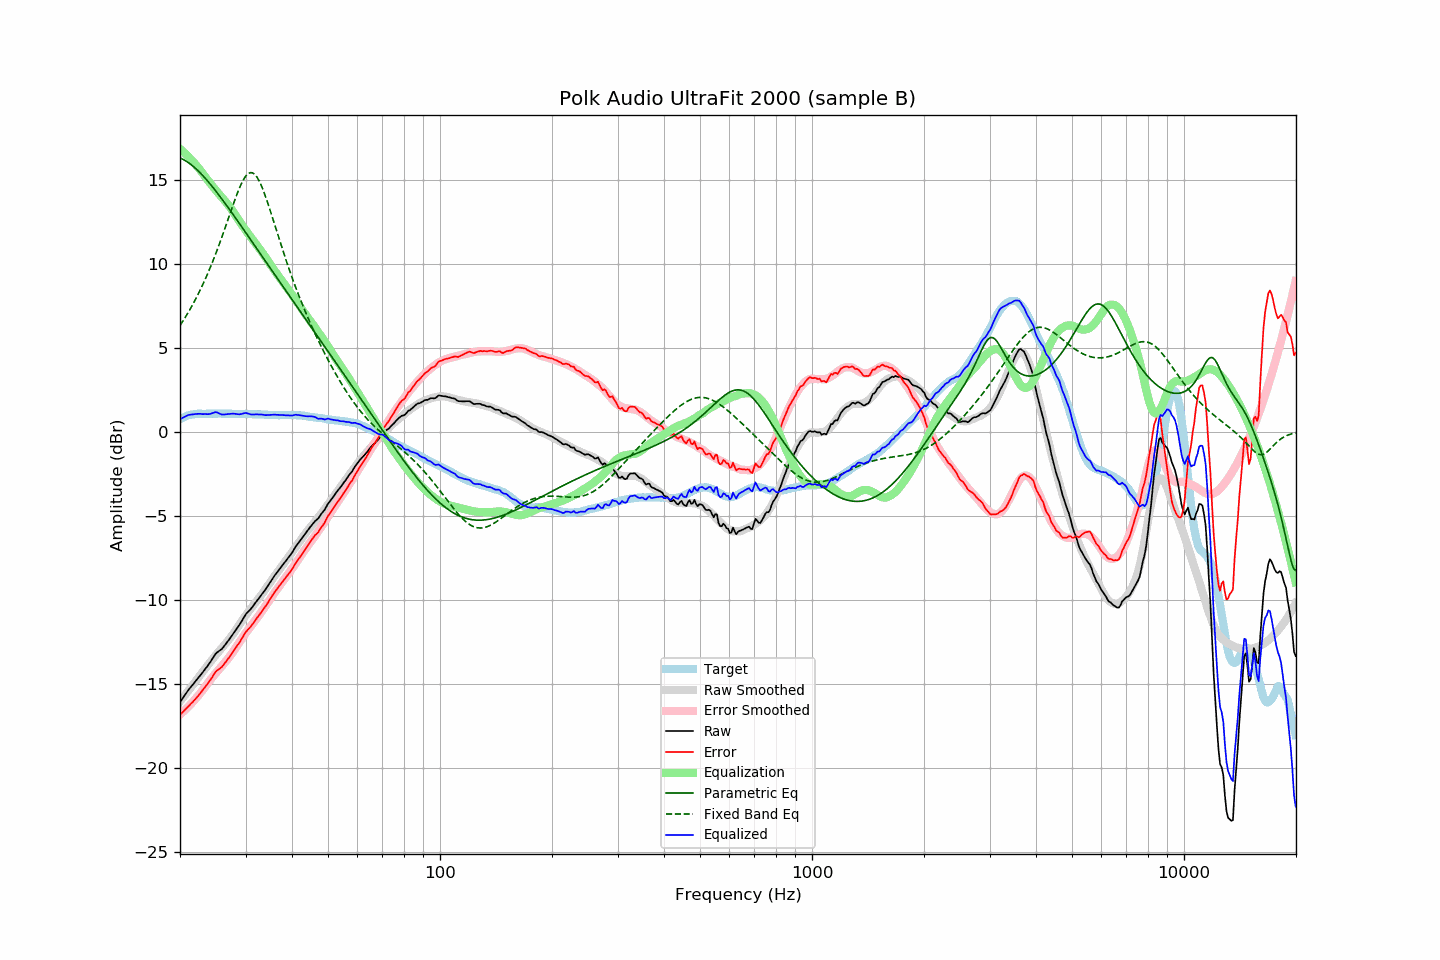 Polk Audio UltraFit 2000 (sample B)
15
10
5
0
−5
−10
−15
−20
−25
Amplitude (dBr)
Target
Raw Smoothed
Error Smoothed
Raw
Error
Equalization
Parametric Eq
Fixed Band Eq
Equalized
100
1000
10000
Frequency (Hz)